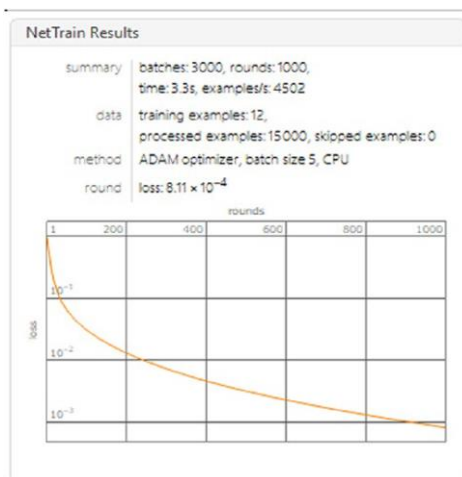 NetTrain Results
summary batches: 3000, rounds: 1000,
time: 3.3s, examples/s: 4502
data training examples: 12,
processed examples: 15000, skipped examples: 0
method ADAM optimizer, batch size 5, CPU
round loss: 8.11 × 10⁻⁴
rounds
1 200 400 600 800 1000
10⁻¹
loss
10⁻²
10⁻³